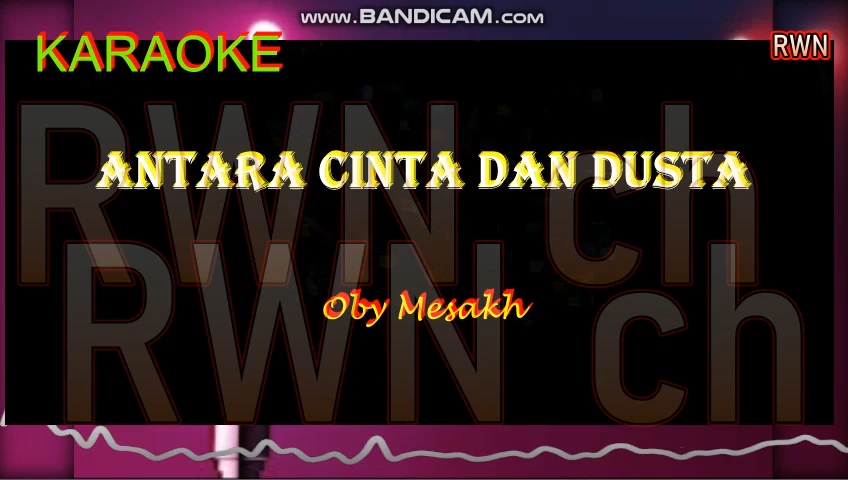 www.BANDICAM.com
KARAOKE
RWN
RWN ch
ANTARA CINTA DAN DUSTA
RWN ch
Oby Mesakh